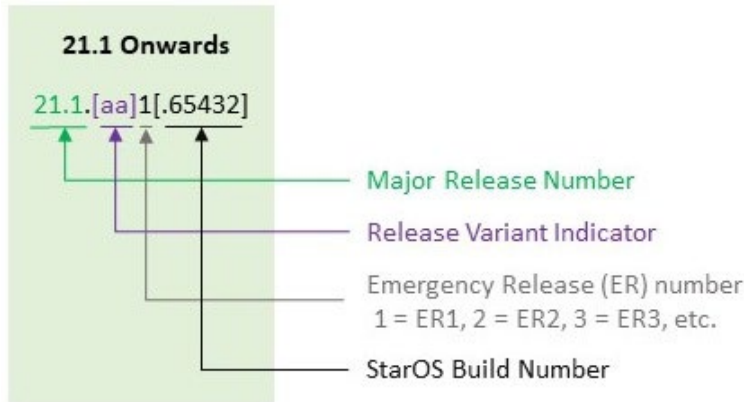 21.1 Onwards
21.1.[aa]1[.65432]
Major Release Number
Release Variant Indicator
Emergency Release (ER) number
1 = ER1, 2 = ER2, 3 = ER3, etc.
StarOS Build Number